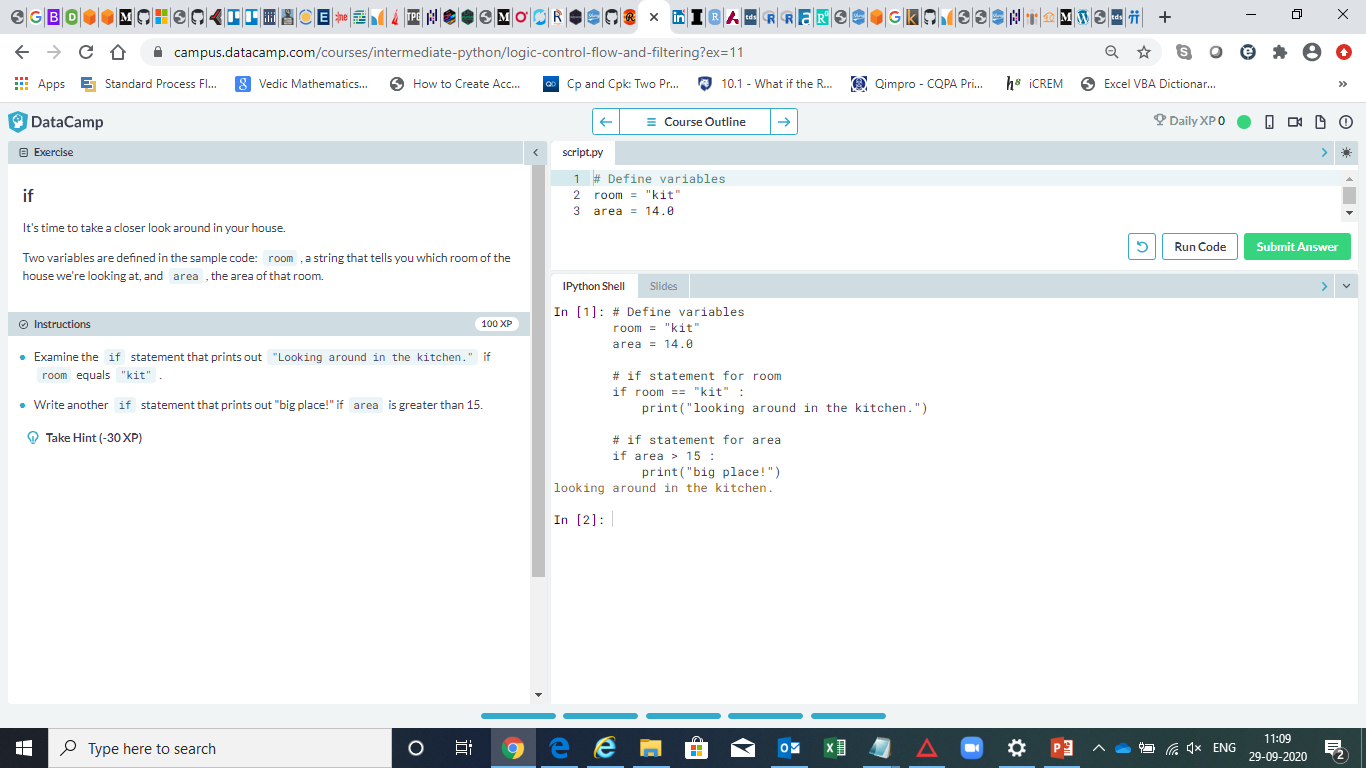 campus.datacamp.com/courses/intermediate-python/logic-control-flow-and-filtering?ex=11
Apps
Standard Process Fl...
Vedic Mathematics...
How to Create Acc...
Cp and Cpk: Two Pr...
10.1 - What if the R...
Qimpro - CQPA Pri...
iCREM
Excel VBA Dictionar...
»
DataCamp
Course Outline
Daily XP 0
Exercise
if
It's time to take a closer look around in your house.
Two variables are defined in the sample code: room , a string that tells you which room of the
house we're looking at, and area , the area of that room.
Instructions
100 XP
Examine the if statement that prints out "Looking around in the kitchen." if
room equals "kit" .
Write another if statement that prints out "big place!" if area is greater than 15.
Take Hint (-30 XP)
script.py
1 # Define variables
2 room = "kit"
3 area = 14.0
Run Code
Submit Answer
IPython Shell
Slides
In [1]: # Define variables
room = "kit"
area = 14.0
# if statement for room
if room == "kit" :
print("looking around in the kitchen.")
# if statement for area
if area > 15 :
print("big place!")
looking around in the kitchen.
In [2]:
Type here to search
ENG
11:09
29-09-2020
2